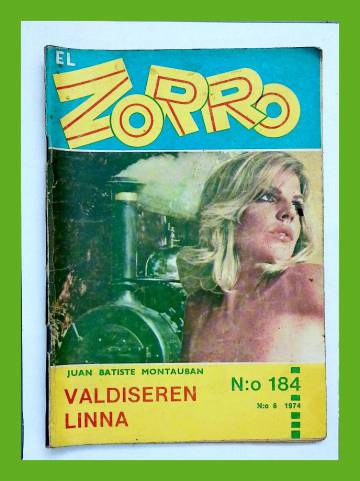 EL
ZORRO
JUAN BATISTE MONTAUBAN
VALDISEREN
LINNA
N:o 184
N:o 6 1974